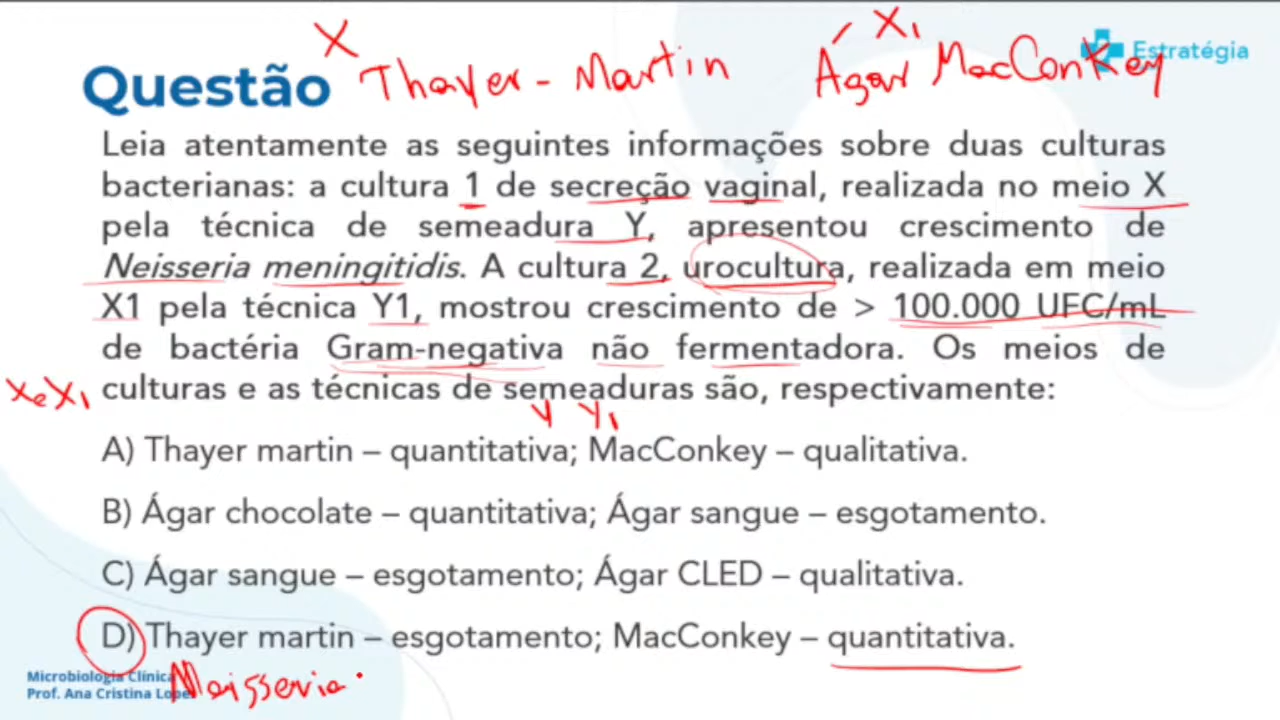 X
X1
Estratégia
Questão
Thayer - Martin
Ágar MacConkey
Leia atentamente as seguintes informações sobre duas culturas
bacterianas: a cultura 1 de secreção vaginal, realizada no meio X
pela técnica de semeadura Y, apresentou crescimento de
Neisseria meningitidis. A cultura 2, urocultura, realizada em meio
X1 pela técnica Y1, mostrou crescimento de > 100.000 UFC/mL
de bactéria Gram-negativa não fermentadora. Os meios de
X e X1
culturas e as técnicas de semeaduras são, respectivamente:
Y Y1
A) Thayer martin – quantitativa; MacConkey – qualitativa.
B) Ágar chocolate – quantitativa; Ágar sangue – esgotamento.
C) Ágar sangue – esgotamento; Ágar CLED – qualitativa.
D) Thayer martin – esgotamento; MacConkey – quantitativa.
Microbiologia Clínica
Neisseria
Prof. Ana Cristina Lopes